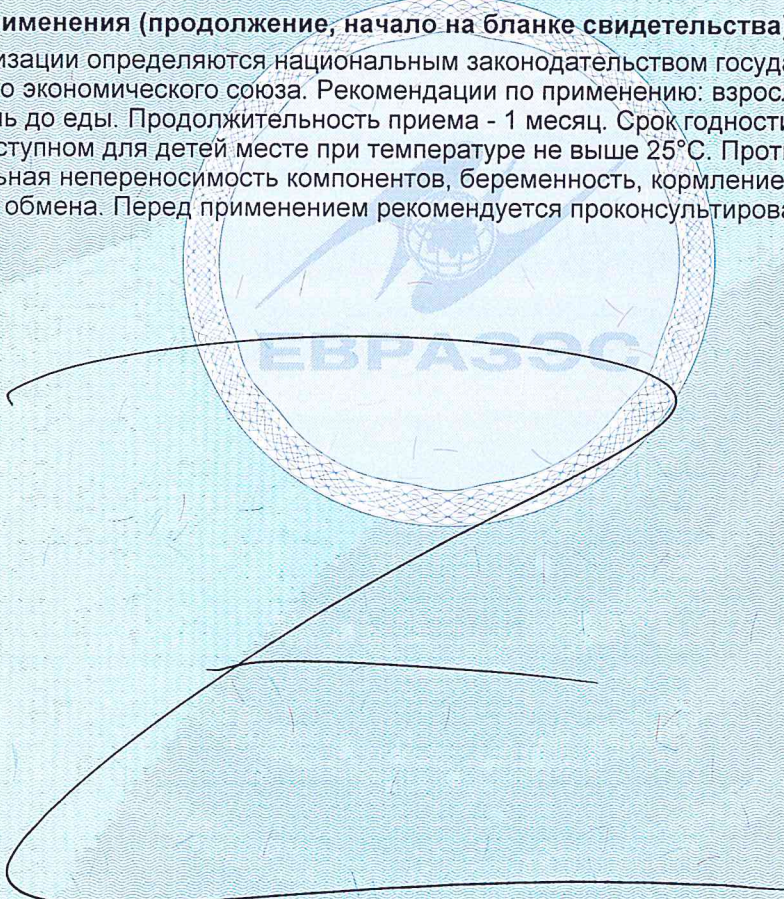 именения (продолжение, начало на бланке свидетельства
изации определяются национальным законодательством госуда
о экономического союза. Рекомендации по применению: взросл
ь до еды. Продолжительность приема - 1 месяц. Срок годности
ступном для детей месте при температуре не выше 25°С. Проти
ьная непереносимость компонентов, беременность, кормление
обмена. Перед применением рекомендуется проконсультирова
ЕВРАЗЭС